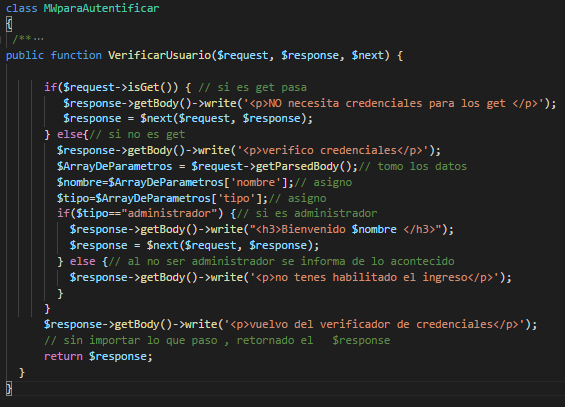 class MWparaAutentificar
{
/** ...
public function VerificarUsuario($request, $response, $next) {
if($request->isGet()) { // si es get pasa
$response->getBody()->write('<p>NO necesita credenciales para los get </p>');
$response = $next($request, $response);
} else{// si no es get
$response->getBody()->write('<p>verifico credenciales</p>');
$ArrayDeParametros = $request->getParsedBody();// tomo los datos
$nombre=$ArrayDeParametros['nombre'];// asigno
$tipo=$ArrayDeParametros['tipo'];// asigno
if($tipo=="administrador") {// si es administrador
$response->getBody()->write("<h3>Bienvenido $nombre </h3>");
$response = $next($request, $response);
} else {// al no ser administrador se informa de lo acontecido
$response->getBody()->write('<p>no tenes habilitado el ingreso</p>');
}
}
$response->getBody()->write('<p>vuelvo del verificador de credenciales</p>');
// sin importar lo que paso , retornado el   $response
return $response;
}
}